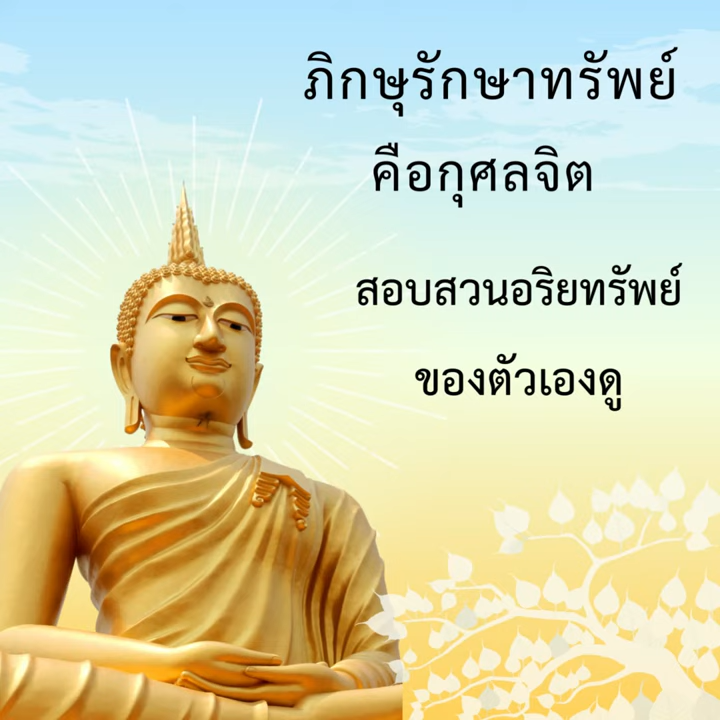 ภิกษุรักษาทรัพย์
คือกุศลจิต
สอบสวนอริยทรัพย์
ของตัวเองดู